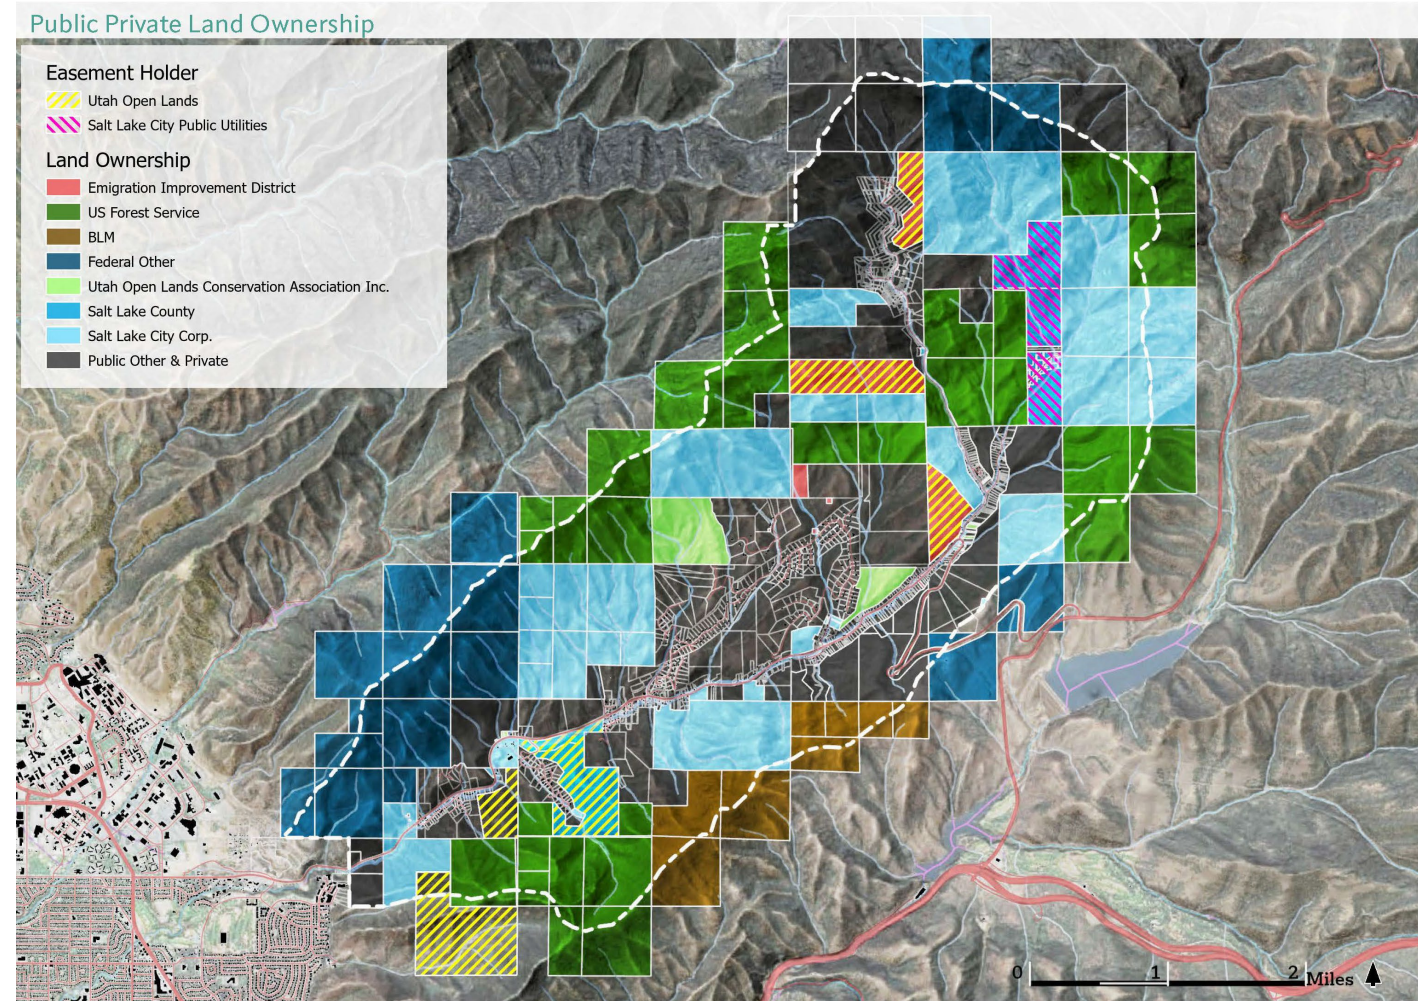 Public Private Land Ownership
Easement Holder
Utah Open Lands
Salt Lake City Public Utilities
Land Ownership
Emigration Improvement District
US Forest Service
BLM
Federal Other
Utah Open Lands Conservation Association Inc.
Salt Lake County
Salt Lake City Corp.
Public Other & Private
0 1 2 Miles